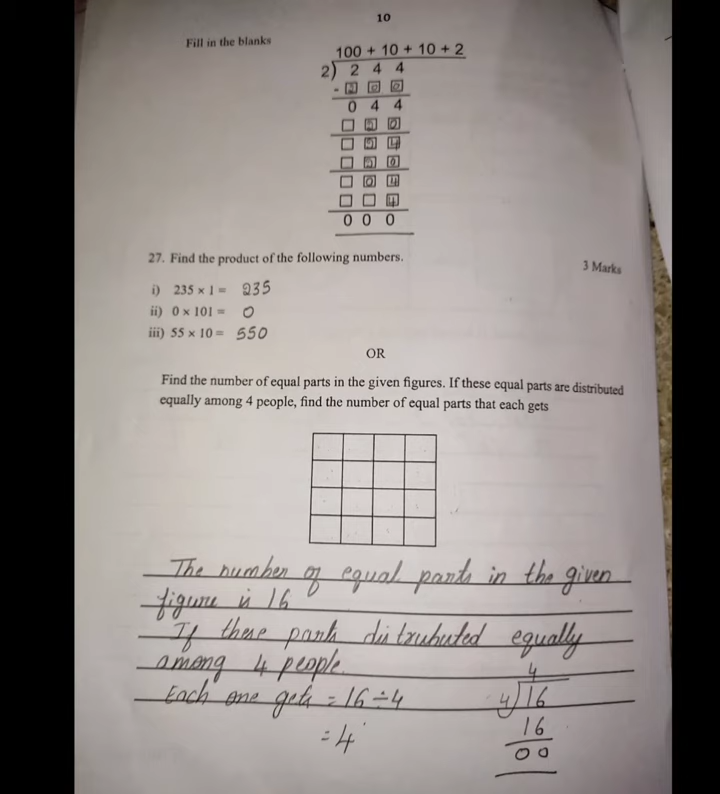 10
Fill in the blanks
100 + 10 + 10 + 2
2) 2 4 4
- 2 0 0
0 4 4
0
4
0
0 4
4
0 0 0
27. Find the product of the following numbers.
3 Marks
i) 235 × 1 = 235
ii) 0 × 101 = 0
iii) 55 × 10 = 550
OR
Find the number of equal parts in the given figures. If these equal parts are distributed
equally among 4 people, find the number of equal parts that each gets
The number of equal parts in the given
figure is 16
If these parts distrubuted equally
among 4 people.
4
Each one gets = 16 ÷ 4 4) 16
= 4 16
00